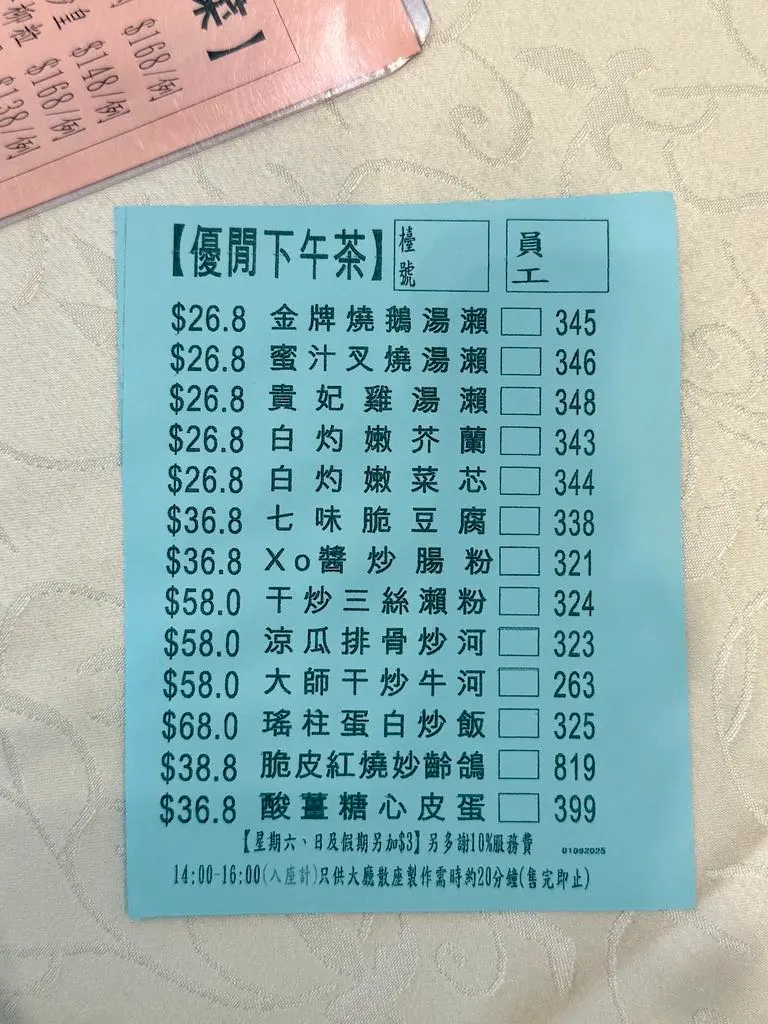 $168/例
$148/例
$168/例
$138/例
【優閒下午茶】 檯號 員工
$26.8 金牌燒鵝湯瀨 345
$26.8 蜜汁叉燒湯瀨 346
$26.8 貴妃雞湯瀨 348
$26.8 白灼嫩芥蘭 343
$26.8 白灼嫩菜芯 344
$36.8 七味脆豆腐 338
$36.8 Xo醬炒腸粉 321
$58.0 干炒三絲瀨粉 324
$58.0 涼瓜排骨炒河 323
$58.0 大師干炒牛河 263
$68.0 瑤柱蛋白炒飯 325
$38.8 脆皮紅燒妙齡鴿 819
$36.8 酸薑糖心皮蛋 399
【星期六、日及假期另加$3】另多謝10%服務費 01082025
14:00-16:00(入座計)只供大廳散座製作需時約20分鐘(售完即止)